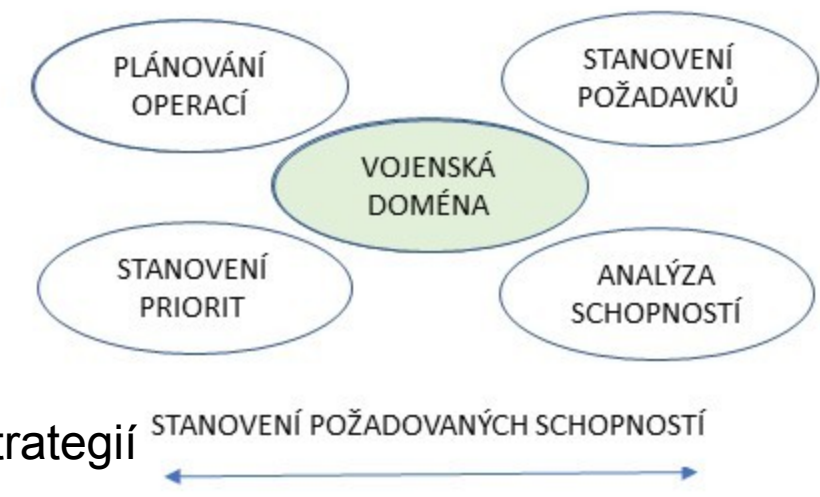 PLÁNOVÁNÍ
OPERACÍ
STANOVENÍ
POŽADAVKŮ
VOJENSKÁ
DOMÉNA
STANOVENÍ
PRIORIT
ANALÝZA
SCHOPNOSTÍ
trategií
STANOVENÍ POŽADOVANÝCH SCHOPNOSTÍ